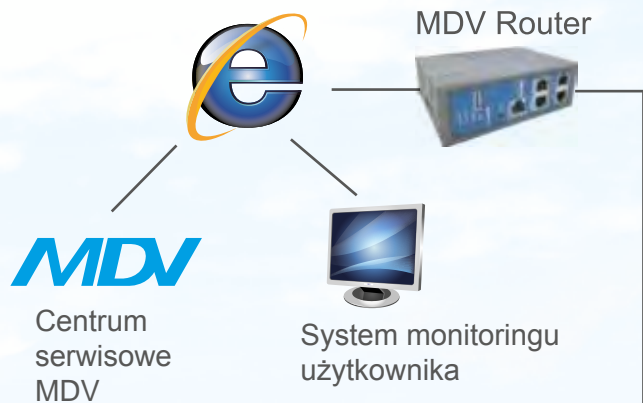 MDV Router
MDV
Centrum
serwisowe
MDV
System monitoringu
użytkownika